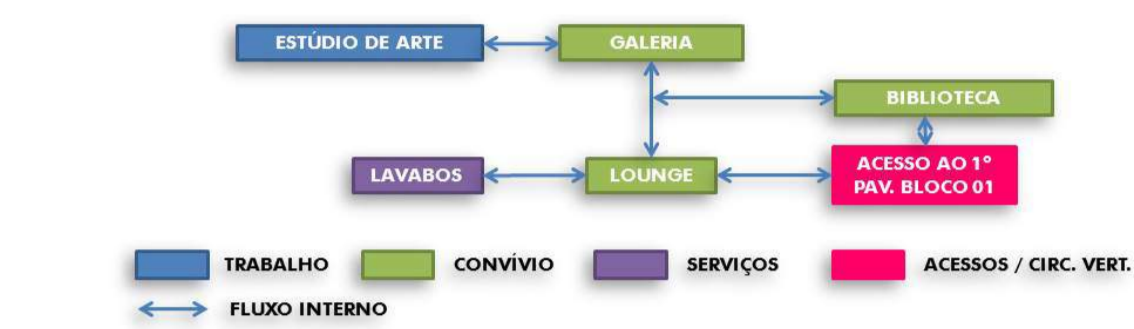 ESTÚDIO DE ARTE
GALERIA
BIBLIOTECA
LAVABOS
LOUNGE
ACESSO AO 1º
PAV. BLOCO 01
TRABALHO
CONVÍVIO
SERVIÇOS
ACESSOS / CIRC. VERT.
FLUXO INTERNO